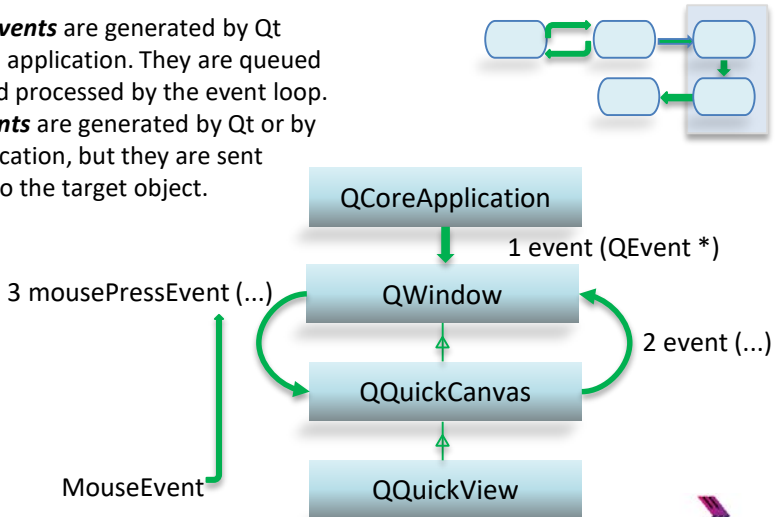 vents are generated by Qt
application. They are queued
d processed by the event loop.
nts are generated by Qt or by
ication, but they are sent
o the target object.
QCoreApplication
1 event (QEvent *)
3 mousePressEvent (...)
QWindow
2 event (...)
QQuickCanvas
MouseEvent
QQuickView